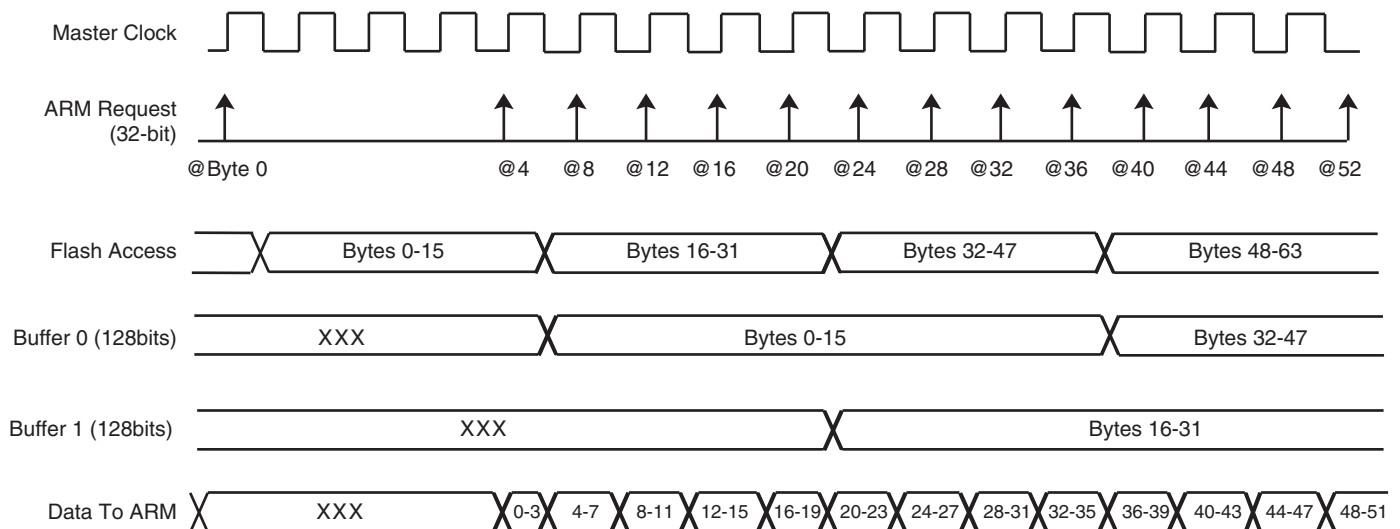 Master Clock
ARM Request
(32-bit)
@Byte 0 @4 @8 @12 @16 @20 @24 @28 @32 @36 @40 @44 @48 @52
Flash Access Bytes 0-15 Bytes 16-31 Bytes 32-47 Bytes 48-63
Buffer 0 (128bits) XXX Bytes 0-15 Bytes 32-47
Buffer 1 (128bits) XXX Bytes 16-31
Data To ARM XXX 0-3 4-7 8-11 12-15 16-19 20-23 24-27 28-31 32-35 36-39 40-43 44-47 48-51